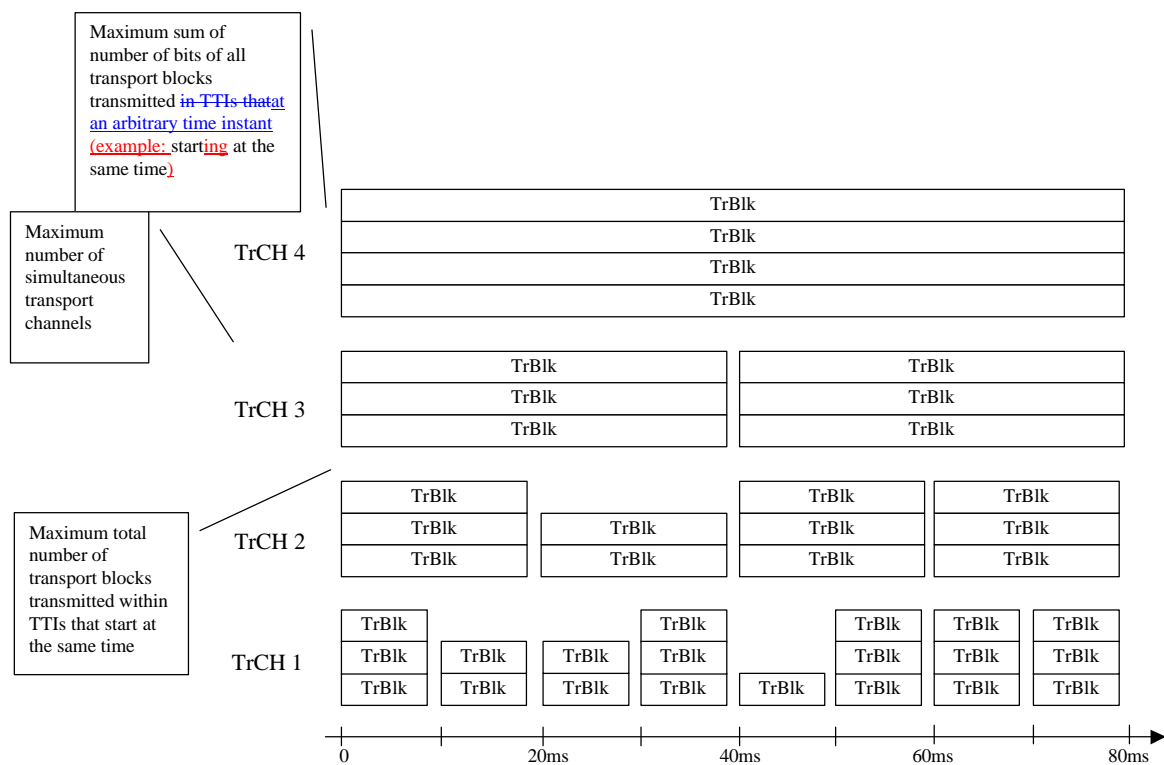 Maximum sum of
number of bits of all
transport blocks
transmitted in TTIs thatat
an arbitrary time instant
(example: starting at the
same time)
Maximum
number of
simultaneous
transport
channels
TrCH 4
TrBlk
TrBlk
TrBlk
TrBlk
TrCH 3
TrBlk TrBlk
TrBlk TrBlk
TrBlk TrBlk
Maximum total
number of
transport blocks
transmitted within
TTIs that start at
the same time
TrCH 2
TrBlk TrBlk TrBlk
TrBlk TrBlk TrBlk TrBlk
TrBlk TrBlk TrBlk TrBlk
TrCH 1
TrBlk TrBlk TrBlk TrBlk TrBlk
TrBlk TrBlk TrBlk TrBlk TrBlk TrBlk TrBlk
TrBlk TrBlk TrBlk TrBlk TrBlk TrBlk TrBlk TrBlk
0 20ms 40ms 60ms 80ms